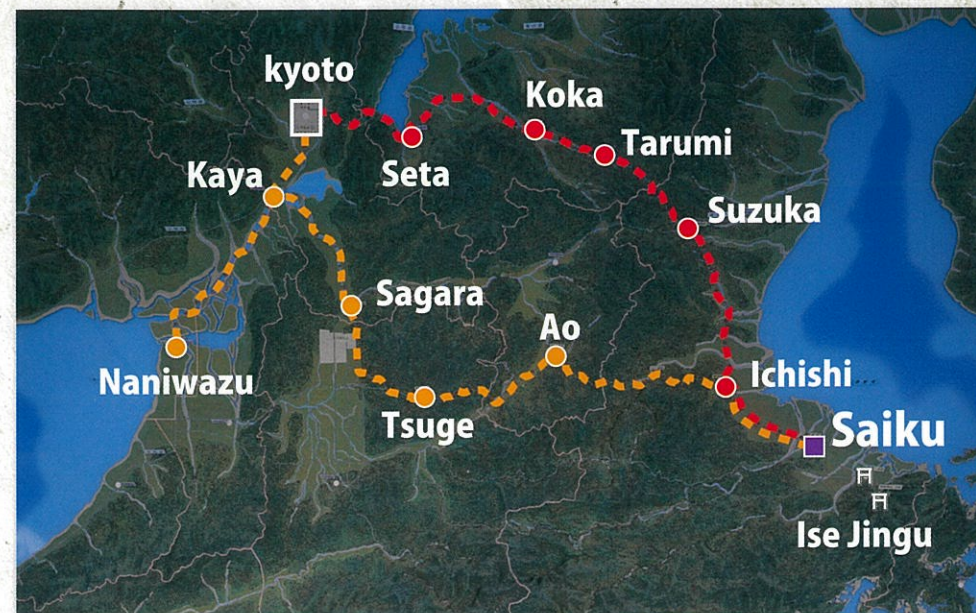 kyoto
Koka
Tarumi
Kaya
Seta
Suzuka
Sagara
Ao
Naniwazu
Ichishi
Tsuge
Saiku
Ise Jingu